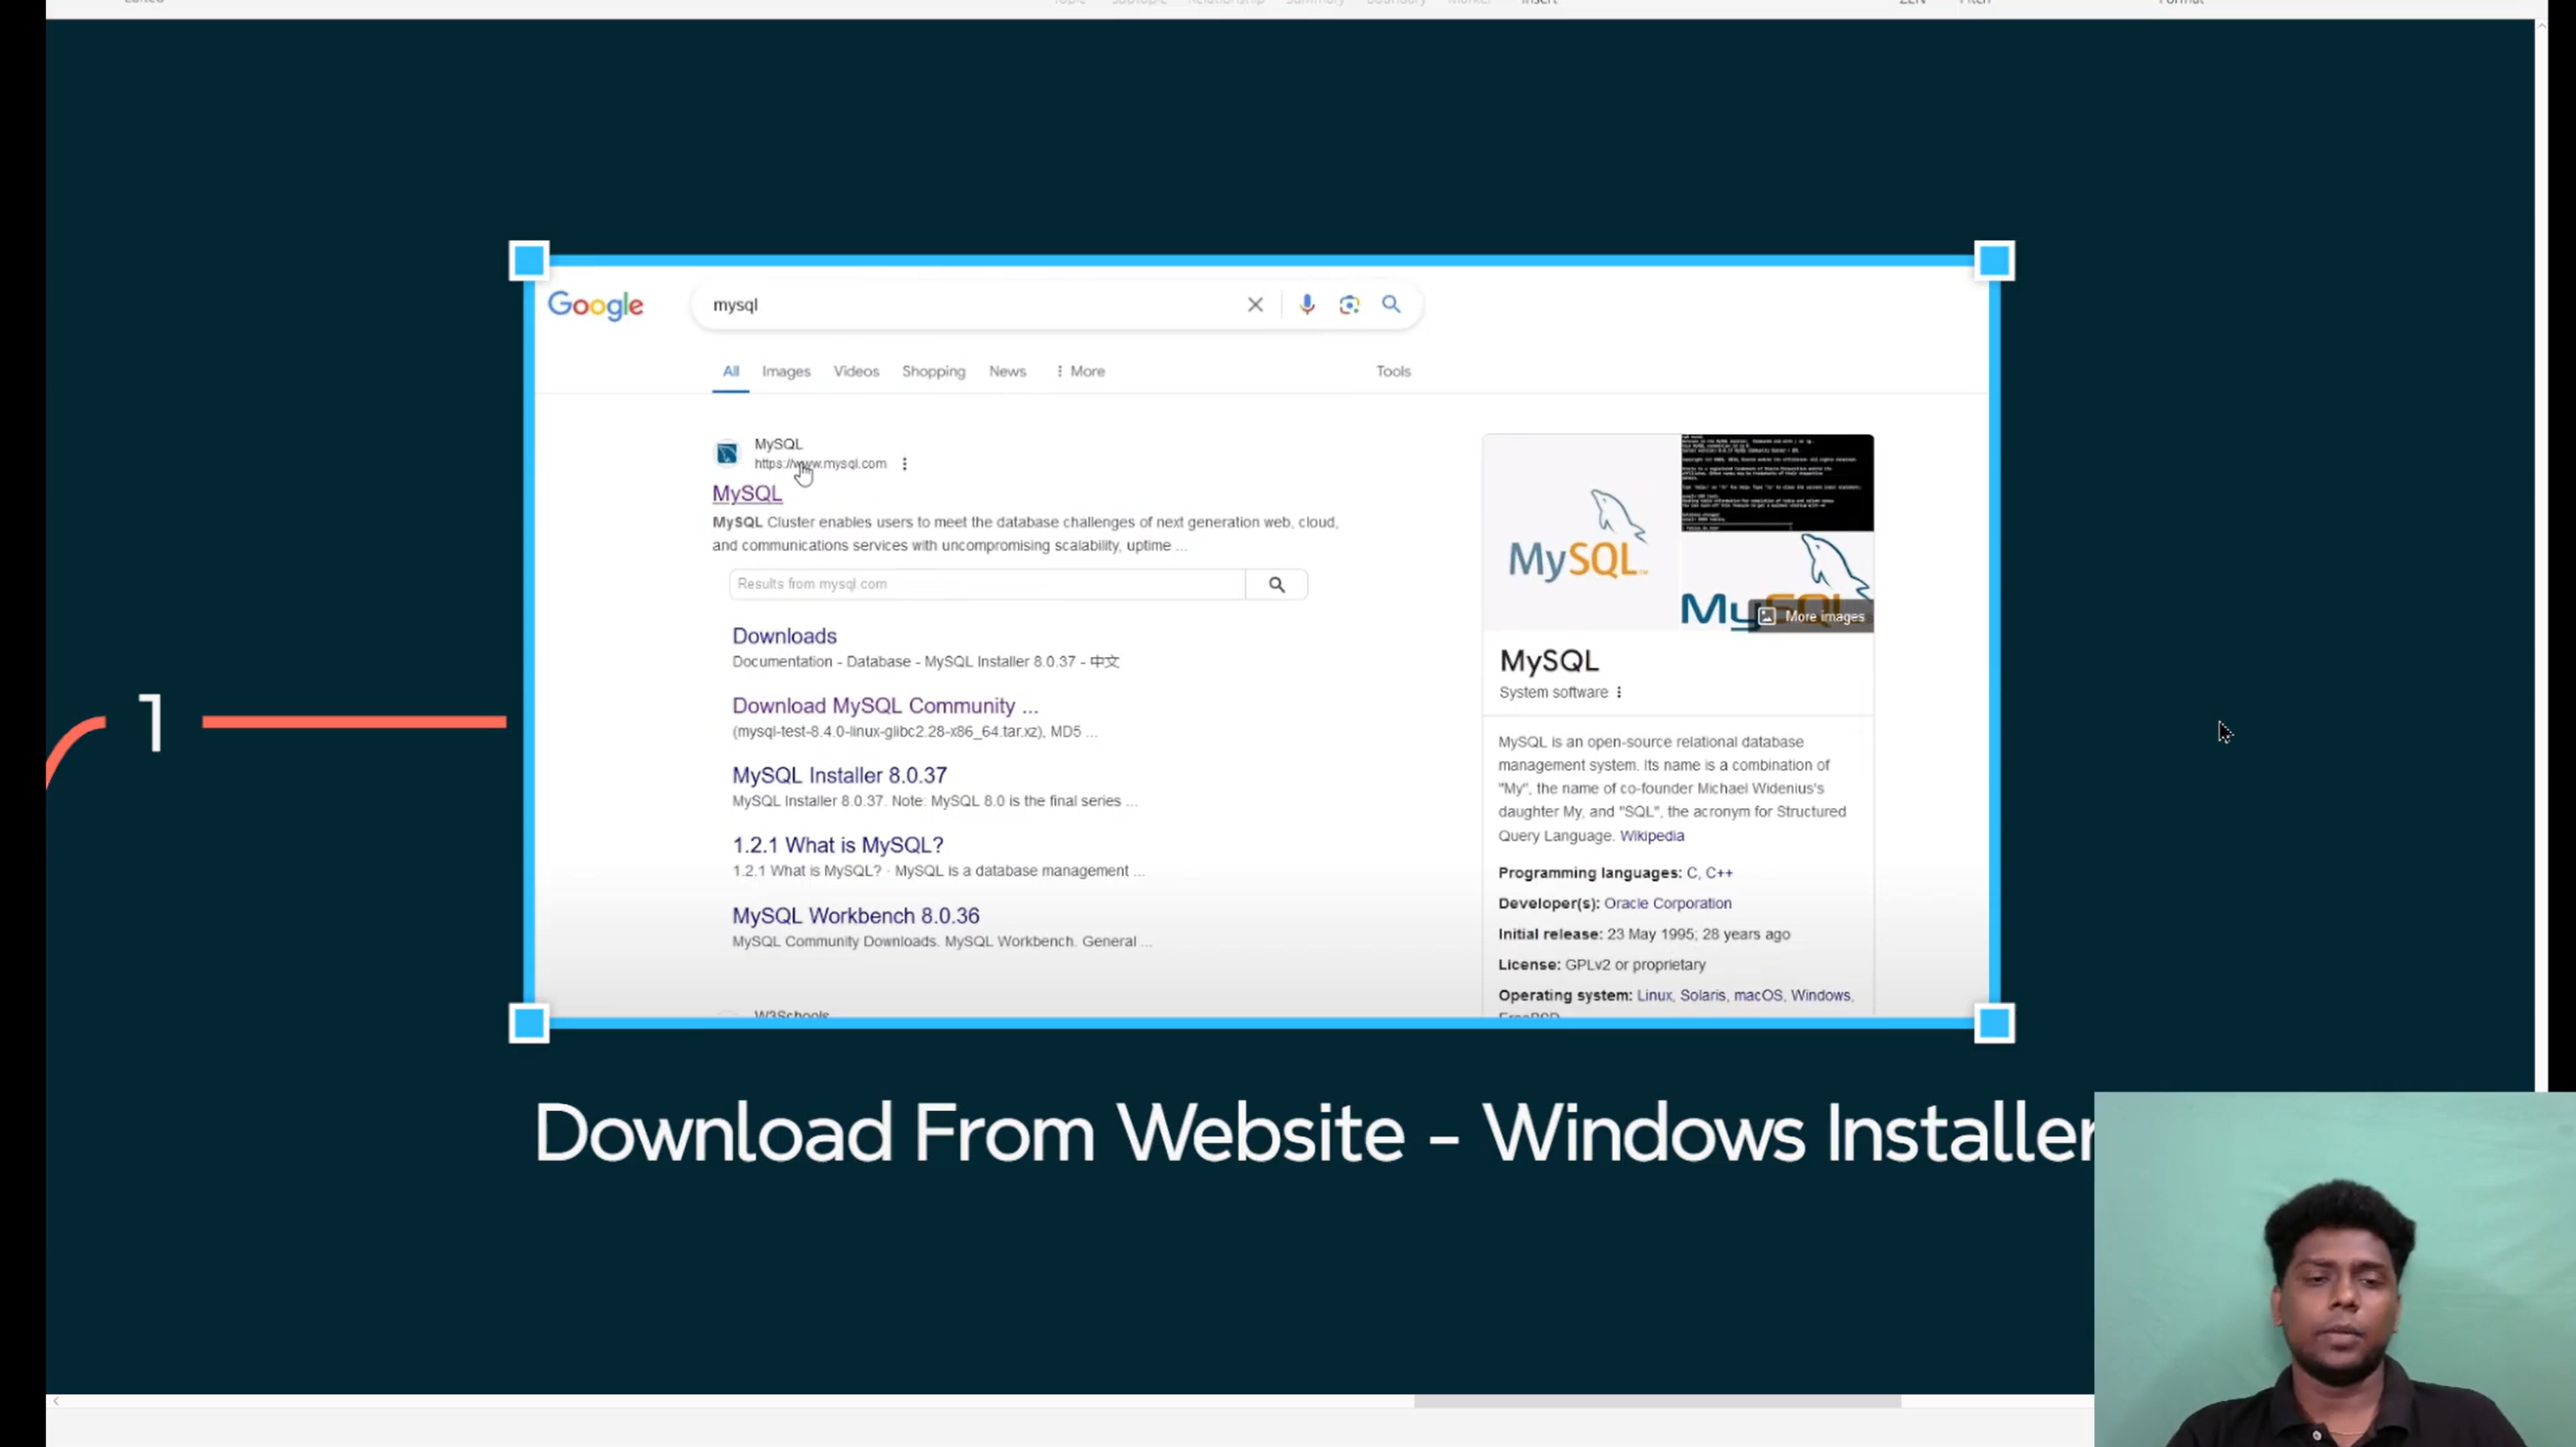 Insert
ZEN
Pitch
Format
Google
mysql
All Images Videos Shopping News More Tools
MySQL
https://www.mysql.com
MySQL
MySQL Cluster enables users to meet the database challenges of next generation web, cloud,
and communications services with uncompromising scalability, uptime ...
Results from mysql.com
Downloads
Documentation - Database - MySQL Installer 8.0.37 - 中文
Download MySQL Community ...
(mysql-test-8.4.0-linux-glibc2.28-x86_64.tar.xz), MD5 ...
MySQL Installer 8.0.37
MySQL Installer 8.0.37. Note: MySQL 8.0 is the final series ...
1.2.1 What is MySQL?
1.2.1 What is MySQL? · MySQL is a database management ...
MySQL Workbench 8.0.36
MySQL Community Downloads. MySQL Workbench. General ...
W3Schools
MySQL™
More images
MySQL
System software
MySQL is an open-source relational database
management system. Its name is a combination of
"My", the name of co-founder Michael Widenius's
daughter My, and "SQL", the acronym for Structured
Query Language. Wikipedia
Programming languages: C, C++
Developer(s): Oracle Corporation
Initial release: 23 May 1995; 28 years ago
License: GPLv2 or proprietary
Operating system: Linux, Solaris, macOS, Windows,
FreeBSD
1
Download From Website - Windows Installer